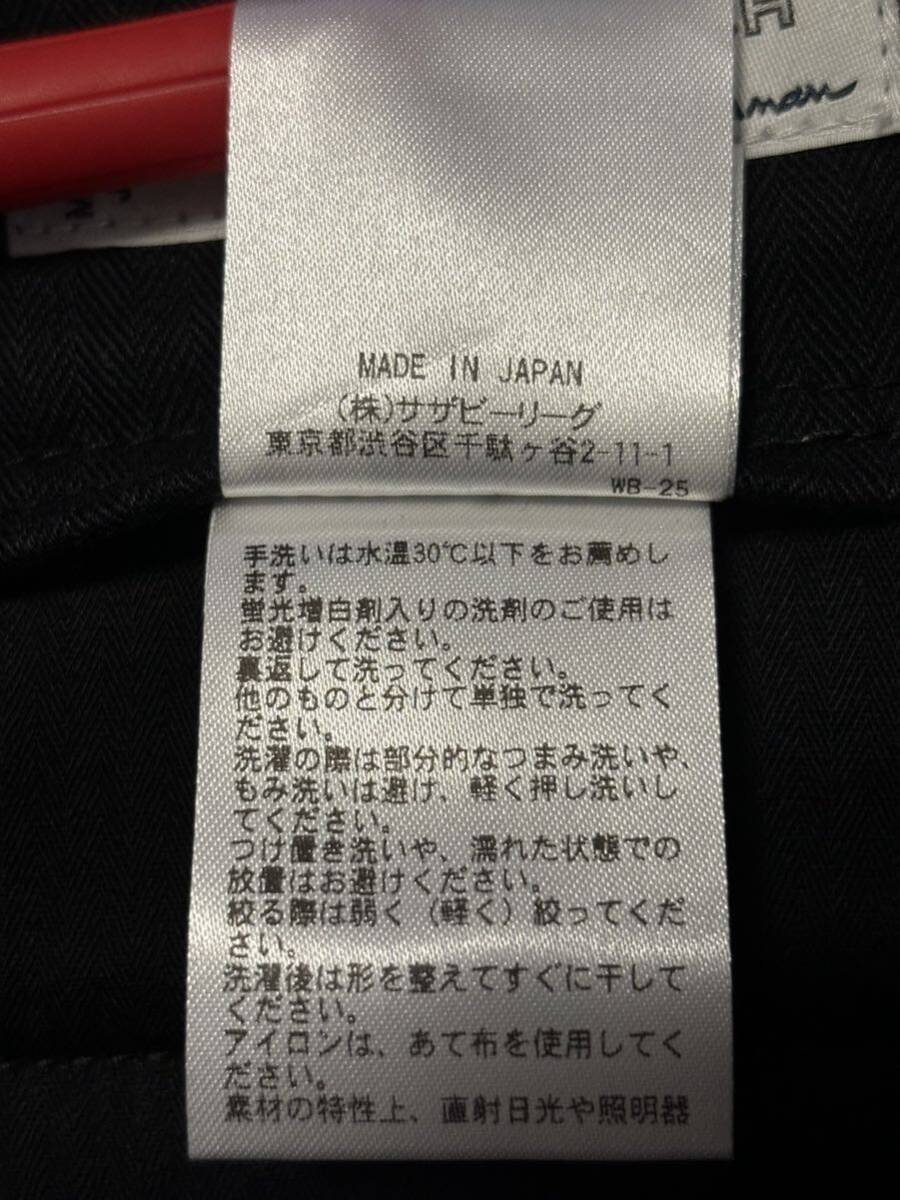 MADE IN JAPAN
(株)サザビーリーグ
東京都渋谷区千駄ヶ谷2-11-1
WB-25
手洗いは水温30℃以下をお薦めし
ます。
蛍光増白剤入りの洗剤のご使用は
お避けください。
裏返して洗ってください。
他のものと分けて単独で洗ってく
ださい。
洗濯の際は部分的なつまみ洗いや、
もみ洗いは避け、軽く押し洗いし
てください。
つけ置き洗いや、濡れた状態での
放置はお避けください。
絞る際は弱く（軽く）絞ってくだ
さい。
洗濯後は形を整えてすぐに干して
ください。
アイロンは、あて布を使用してく
ださい。
素材の特性上、直射日光や照明器